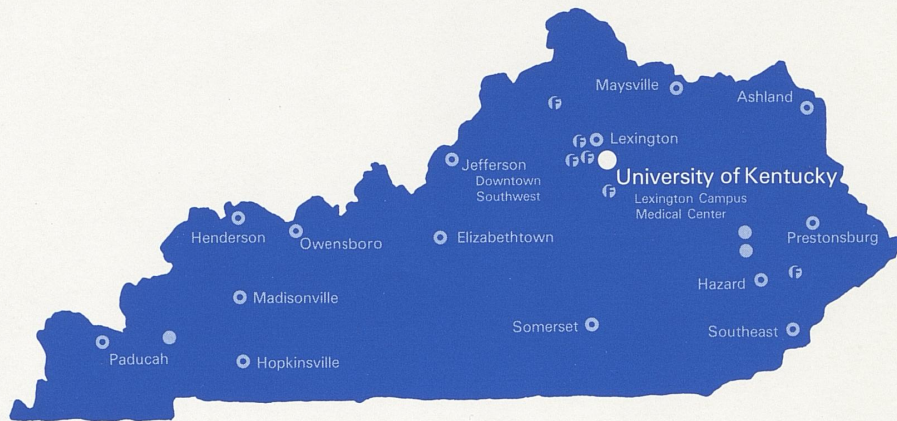 Maysville
Ashland
F
F
Lexington
F
F
Jefferson
Downtown
Southwest
University of Kentucky
F
Lexington Campus
Medical Center
Henderson
Owensboro
Elizabethtown
Prestonsburg
F
Hazard
Madisonville
Somerset
Southeast
Paducah
Hopkinsville